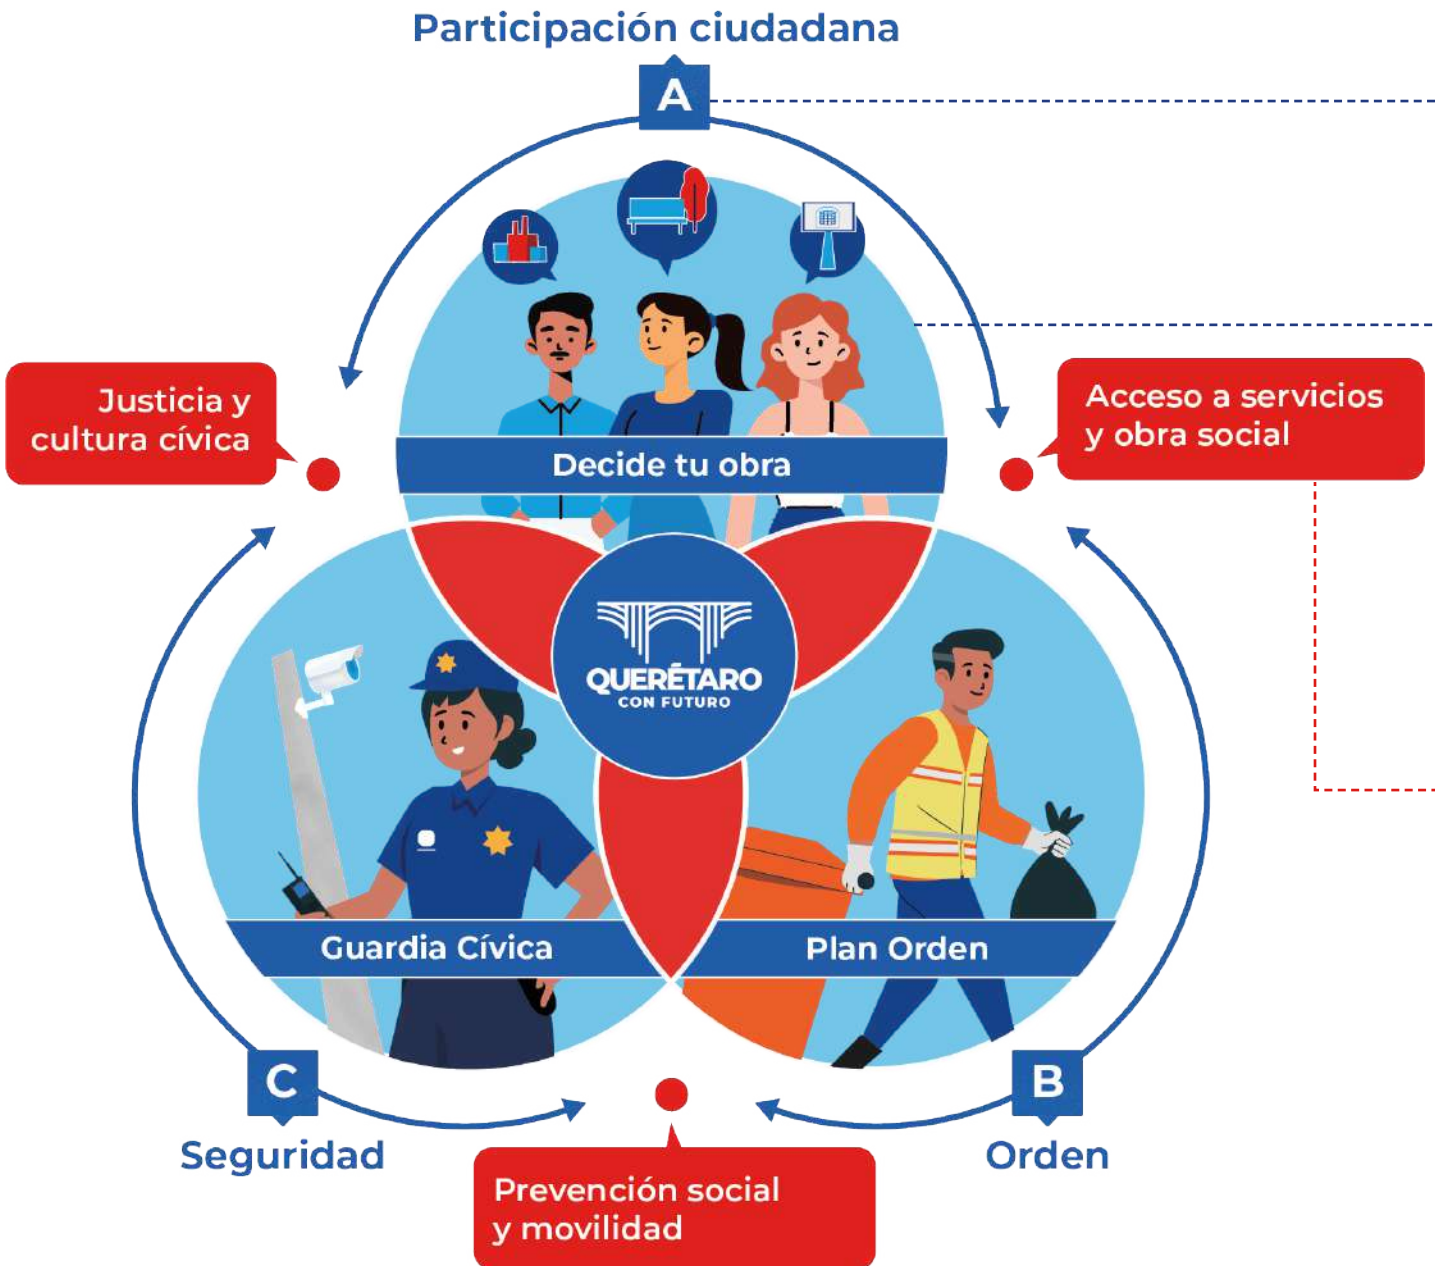 Participación ciudadana
A
Justicia y
cultura cívica
Acceso a servicios
y obra social
Decide tu obra
QUERÉTARO
CON FUTURO
Guardia Cívica
Plan Orden
C
B
Seguridad
Orden
Prevención social
y movilidad